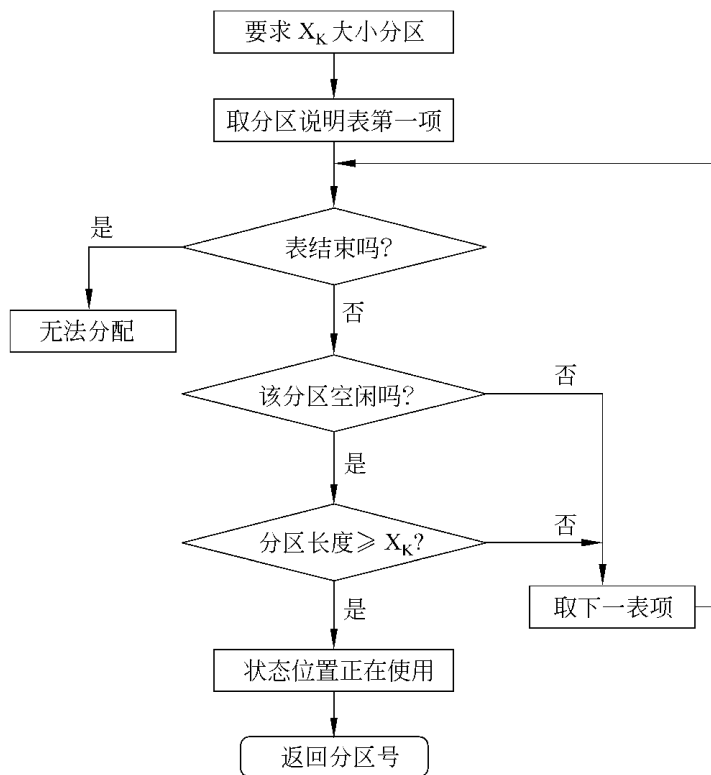 要求 XK 大小分区
取分区说明表第一项
是
表结束吗?
无法分配
否
该分区空闲吗?
否
是
分区长度≥ XK?
否
取下一表项
是
状态位置正在使用
返回分区号